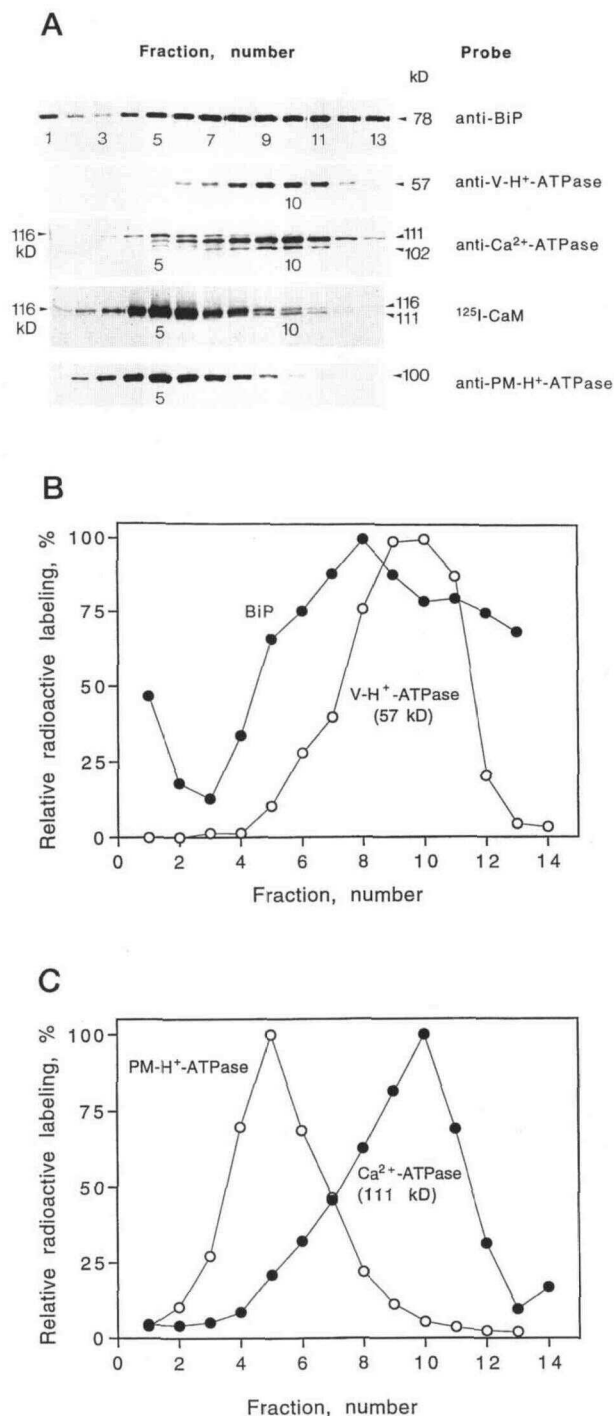 A
Fraction, number Probe
kD
78 anti-BiP
1 3 5 7 9 11 13
57 anti-V-H⁺-ATPase
10
116 kD 111 anti-Ca²⁺-ATPase
102
5 10
116 kD 116 ¹²⁵I-CaM
111
5 10
100 anti-PM-H⁺-ATPase
5
B
Relative radioactive labeling, %
100
75
50
25
0
BiP
V-H⁺-ATPase
(57 kD)
0 2 4 6 8 10 12 14
Fraction, number
C
Relative radioactive labeling, %
100
75
50
25
0
PM-H⁺-ATPase
Ca²⁺-ATPase
(111 kD)
0 2 4 6 8 10 12 14
Fraction, number